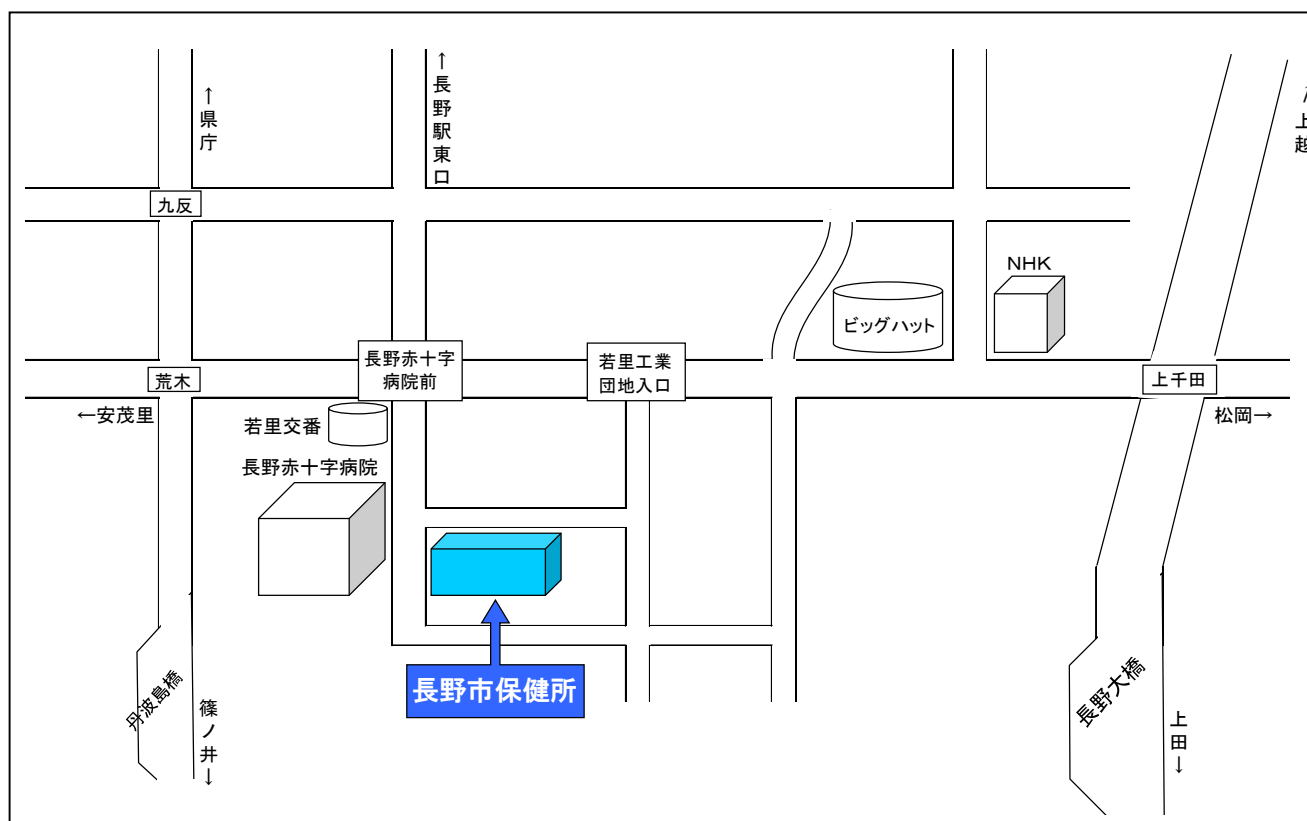 ↑県庁
↑長野駅東口
↑上越
九反
NHK
ビッグハット
長野赤十字
病院前
若里工業
団地入口
荒木
上千田
←安茂里
松岡→
若里交番
長野赤十字病院
長野市保健所
丹波島橋
篠ノ井↓
長野大橋
上田↓